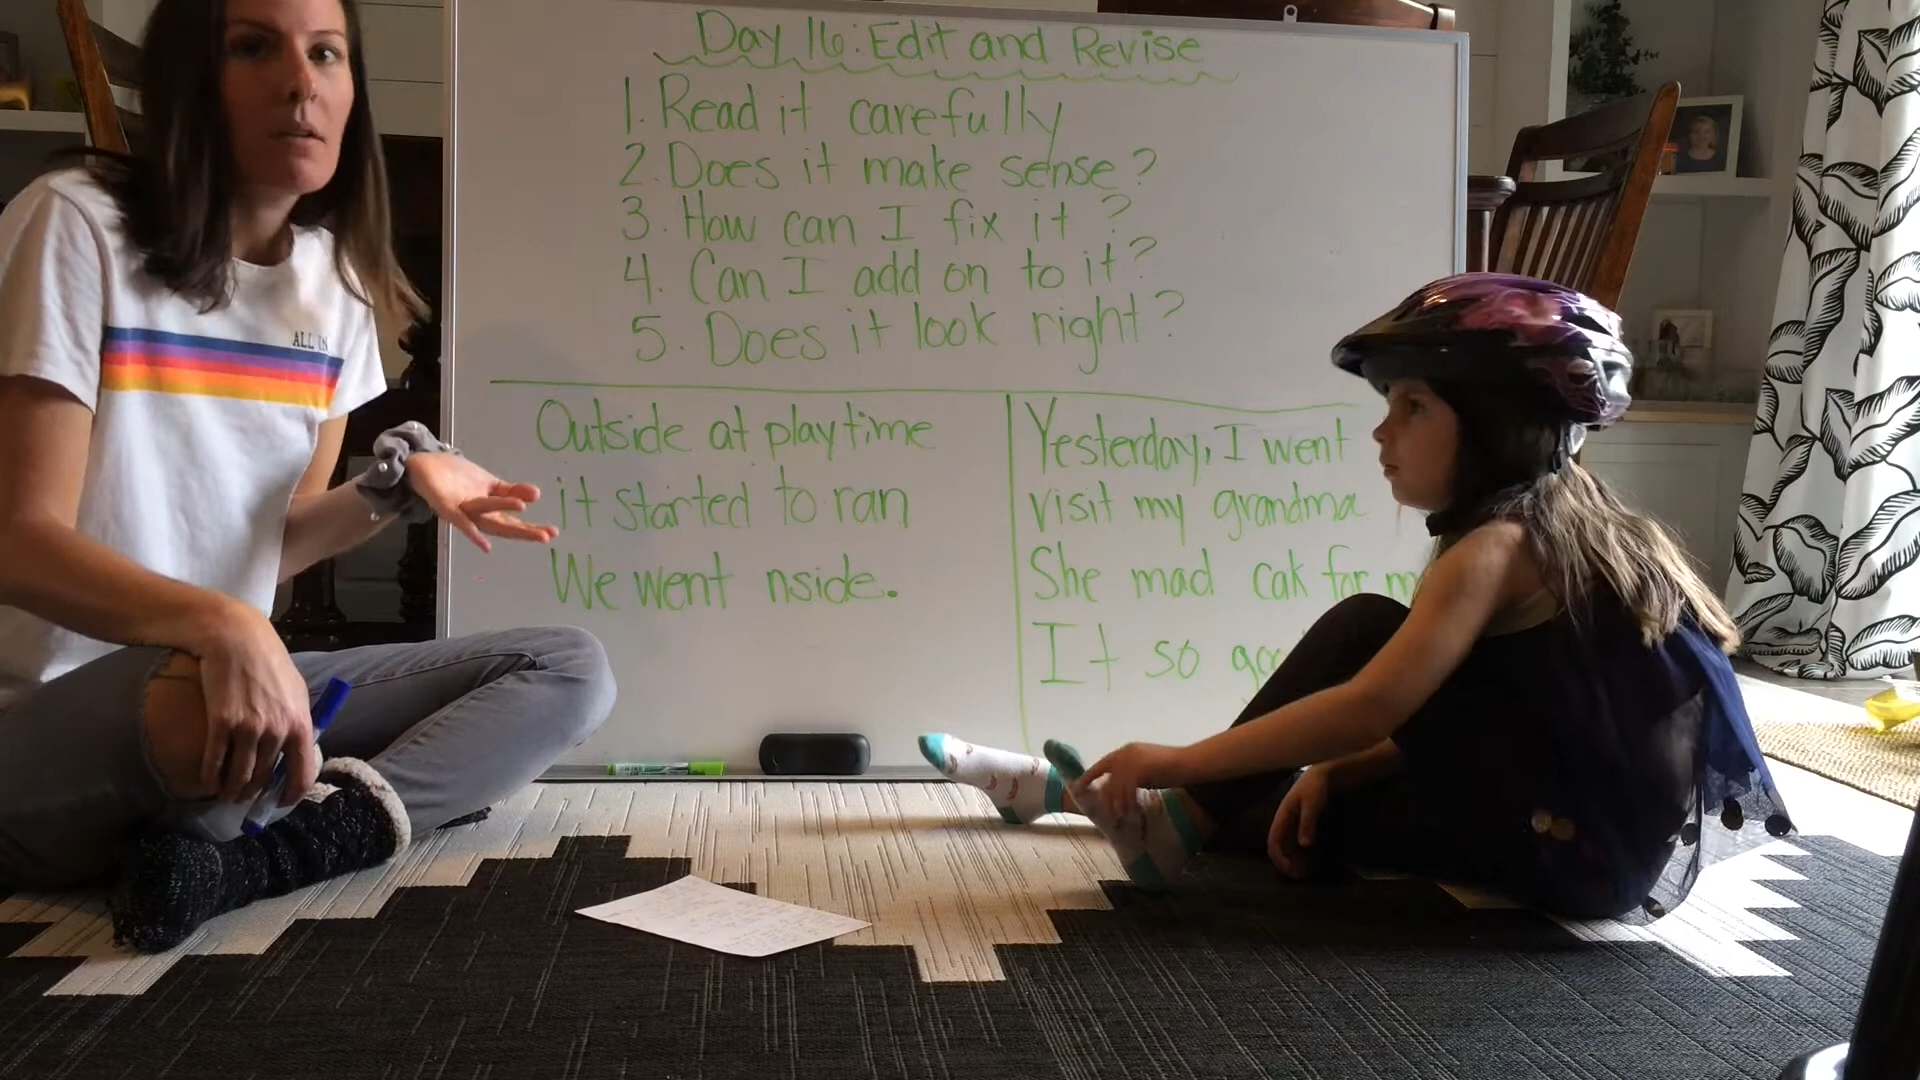 Day 16: Edit and Revise
1. Read it carefully
2. Does it make sense?
3. How can I fix it?
4. Can I add on to it?
5. Does it look right?
Outside at playtime
it started to ran
We went nside.
Yesterday, I went
visit my grandma
She mad cak for
It so
ALL IN